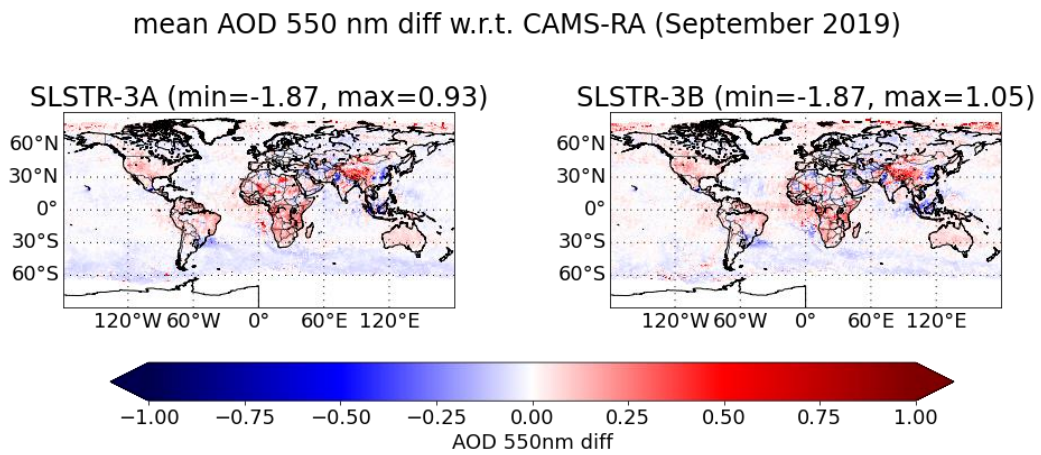 mean AOD 550 nm diff w.r.t. CAMS-RA (September 2019)
SLSTR-3A (min=-1.87, max=0.93)
60°N
30°N
0°
30°S
60°S
120°W 60°W 0° 60°E 120°E
SLSTR-3B (min=-1.87, max=1.05)
60°N
30°N
0°
30°S
60°S
120°W 60°W 0° 60°E 120°E
−1.00 −0.75 −0.50 −0.25 0.00 0.25 0.50 0.75 1.00
AOD 550nm diff